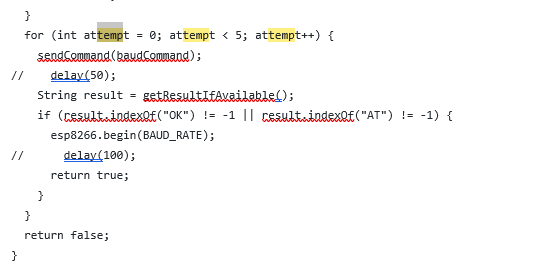 }
for (int attempt = 0; attempt < 5; attempt++) {
sendCommand(baudCommand);
// delay(50);
String result = getResultIfAvailable();
if (result.indexOf("OK") != -1 || result.indexOf("AT") != -1) {
esp8266.begin(BAUD_RATE);
// delay(100);
return true;
}
}
return false;
}